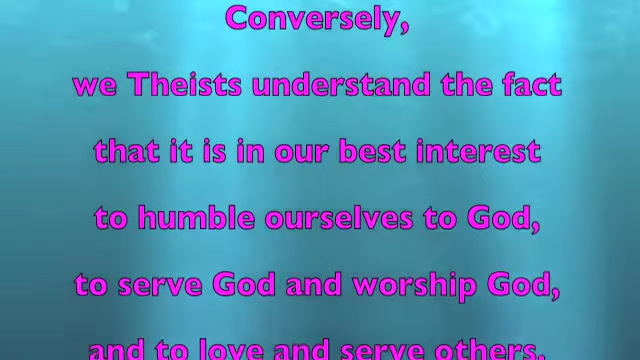 Conversely,
we Theists understand the fact
that it is in our best interest
to humble ourselves to God,
to serve God and worship God,
and to love and serve others.